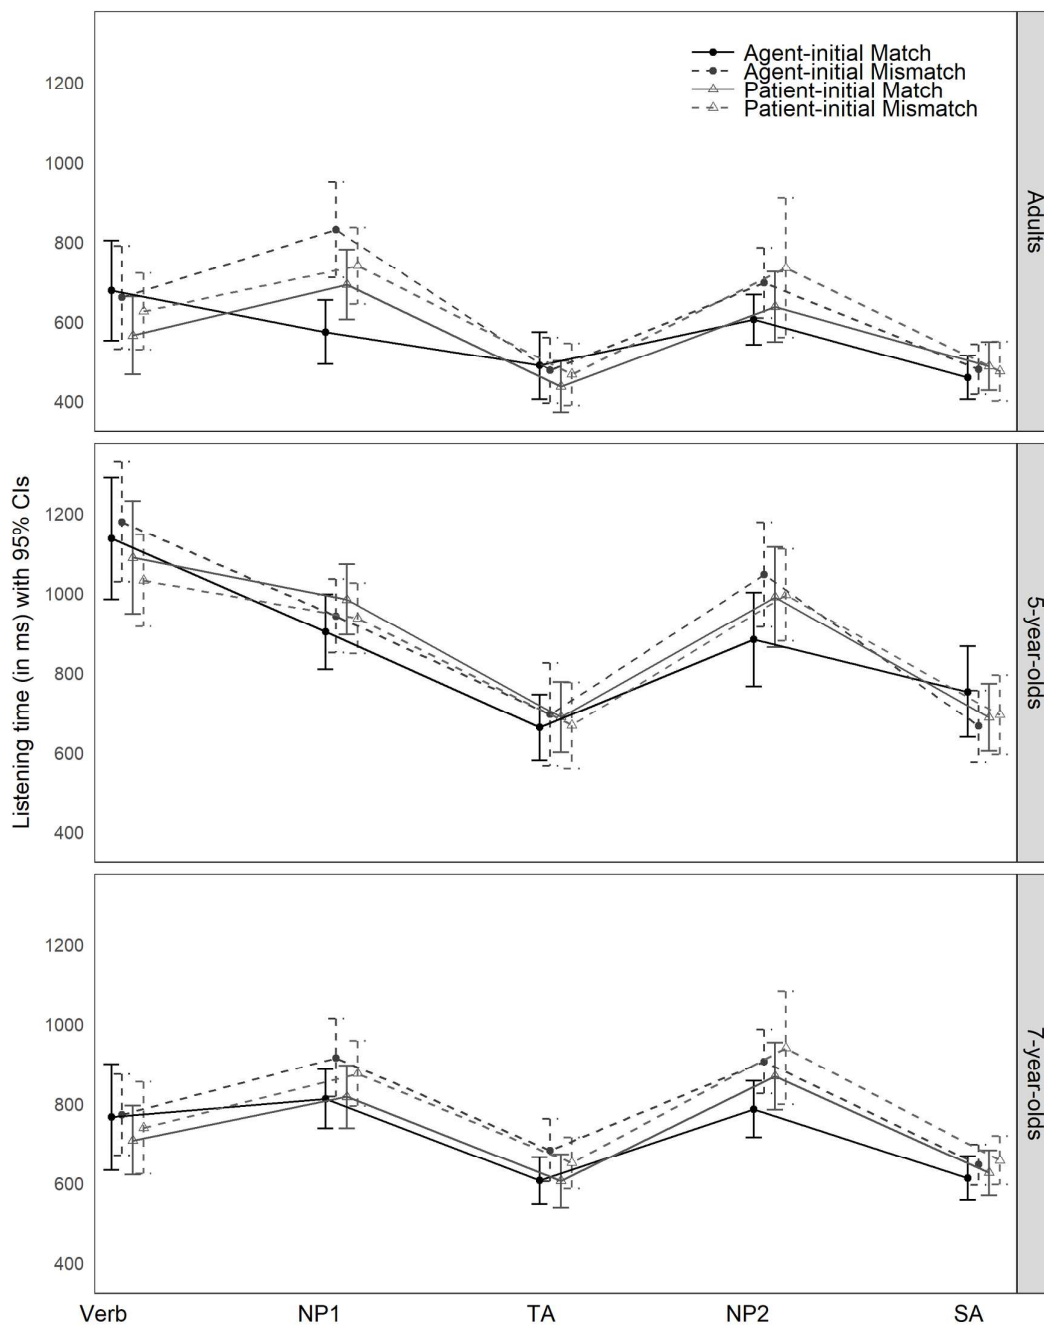 Agent-initial Match
Agent-initial Mismatch
Patient-initial Match
Patient-initial Mismatch
1200
1000
800
600
400
Adults
Listening time (in ms) with 95% CIs
1200
1000
800
600
400
5-year-olds
1200
1000
800
600
400
7-year-olds
Verb NP1 TA NP2 SA